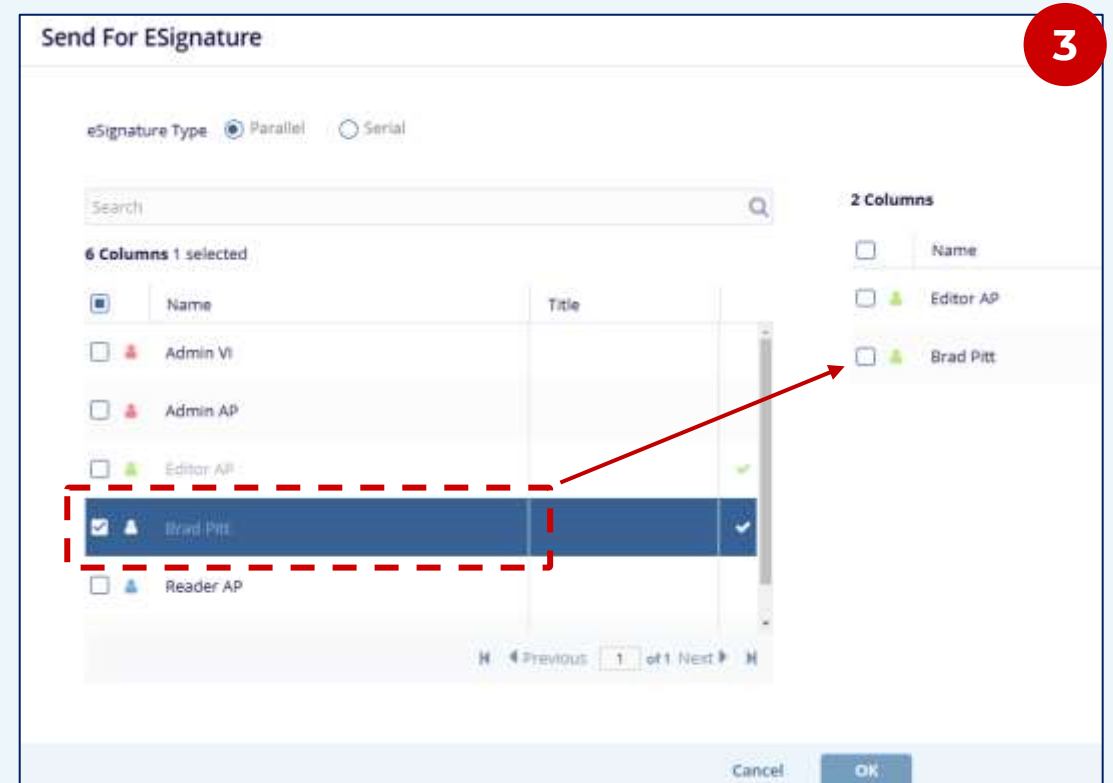 Send For ESignature
3
eSignature Type Parallel Serial
Search
6 Columns 1 selected
Name Title
Admin VI
Admin AP
Editor AP
Brad Pitt
Reader AP
Previous 1 of 1 Next
2 Columns
Name
Editor AP
Brad Pitt
Cancel OK